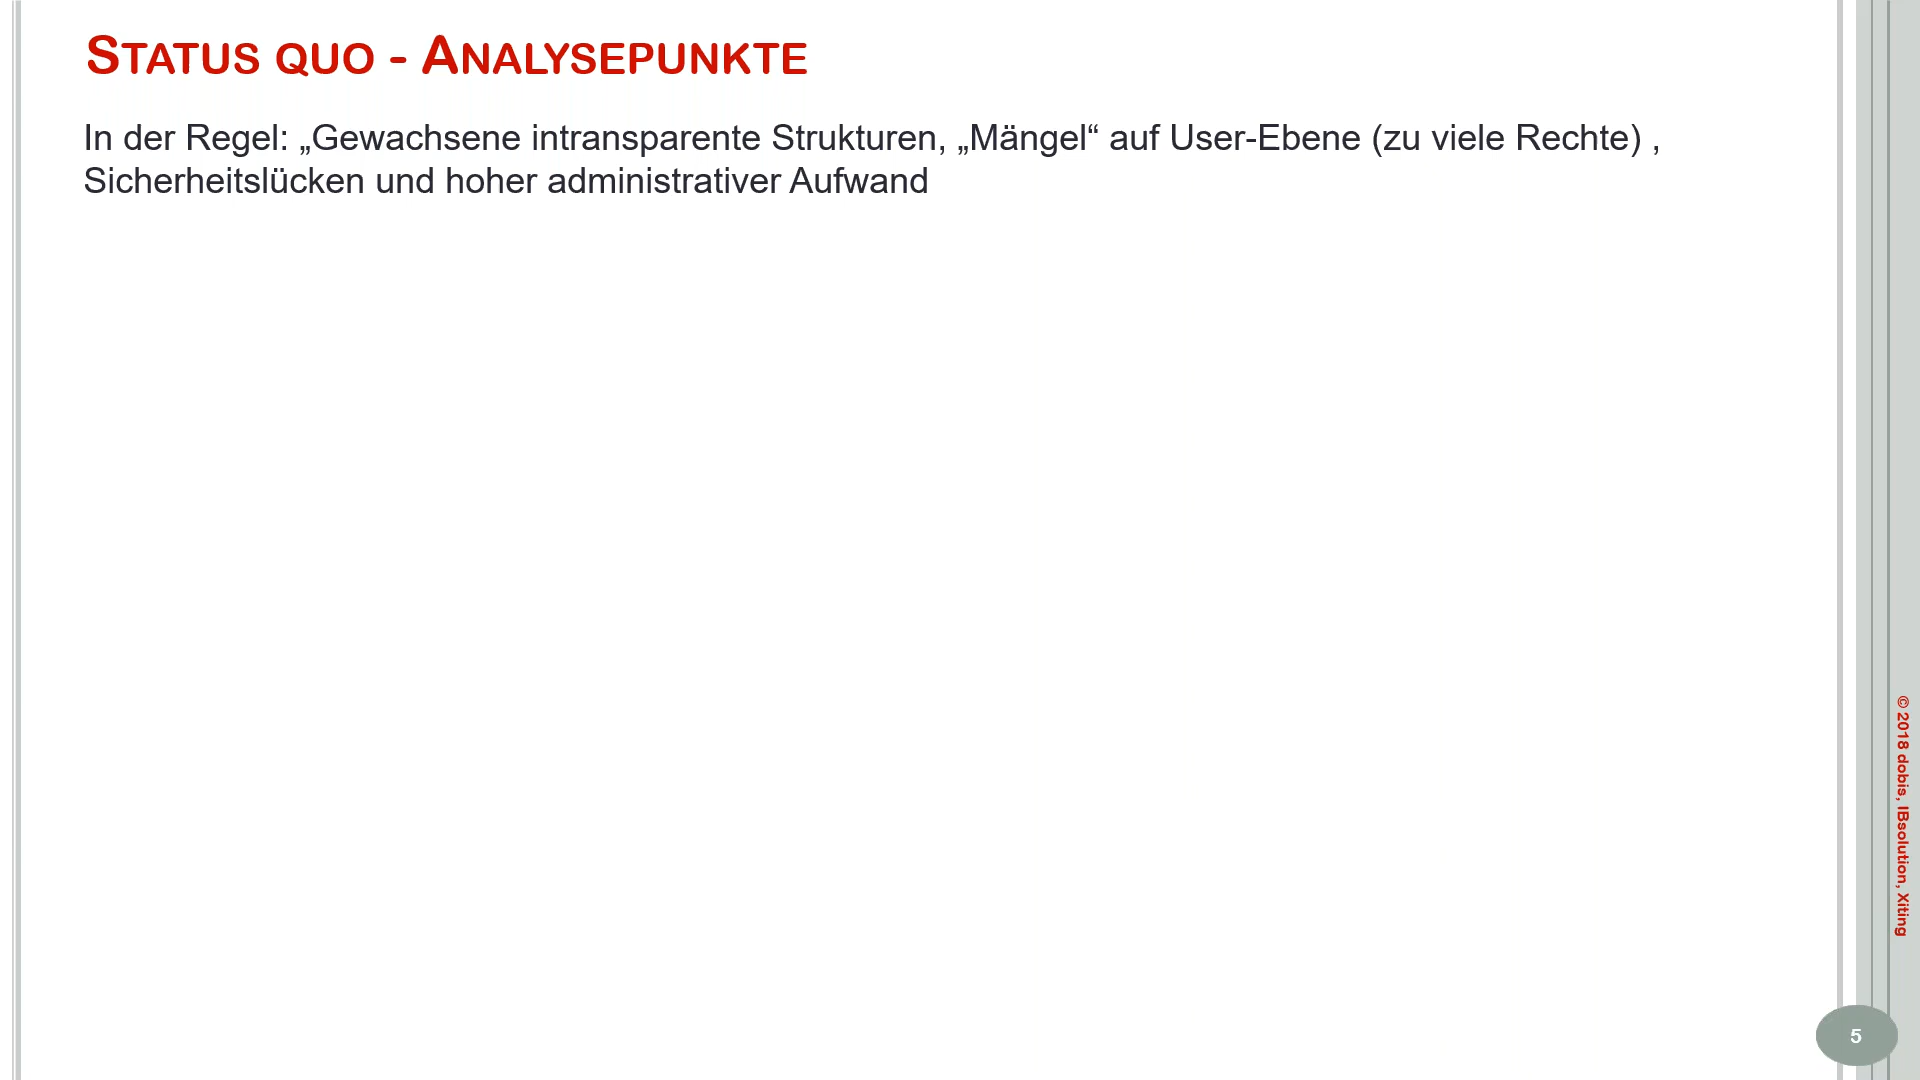 STATUS QUO - ANALYSEPUNKTE
In der Regel: „Gewachsene intransparente Strukturen, „Mängel“ auf User-Ebene (zu viele Rechte) ,
Sicherheitslücken und hoher administrativer Aufwand
© 2018 dobis, IBsolution, Xiting
5